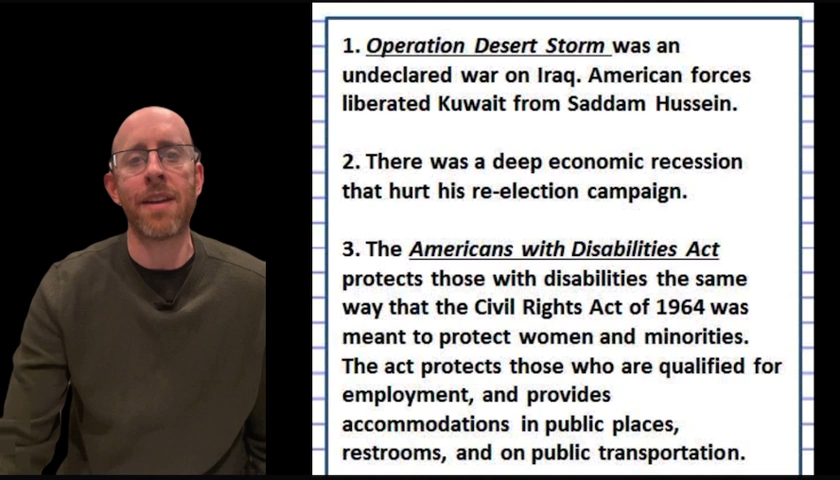 1. Operation Desert Storm was an
undeclared war on Iraq. American forces
liberated Kuwait from Saddam Hussein.
2. There was a deep economic recession
that hurt his re-election campaign.
3. The Americans with Disabilities Act
protects those with disabilities the same
way that the Civil Rights Act of 1964 was
meant to protect women and minorities.
The act protects those who are qualified for
employment, and provides
accommodations in public places,
restrooms, and on public transportation.